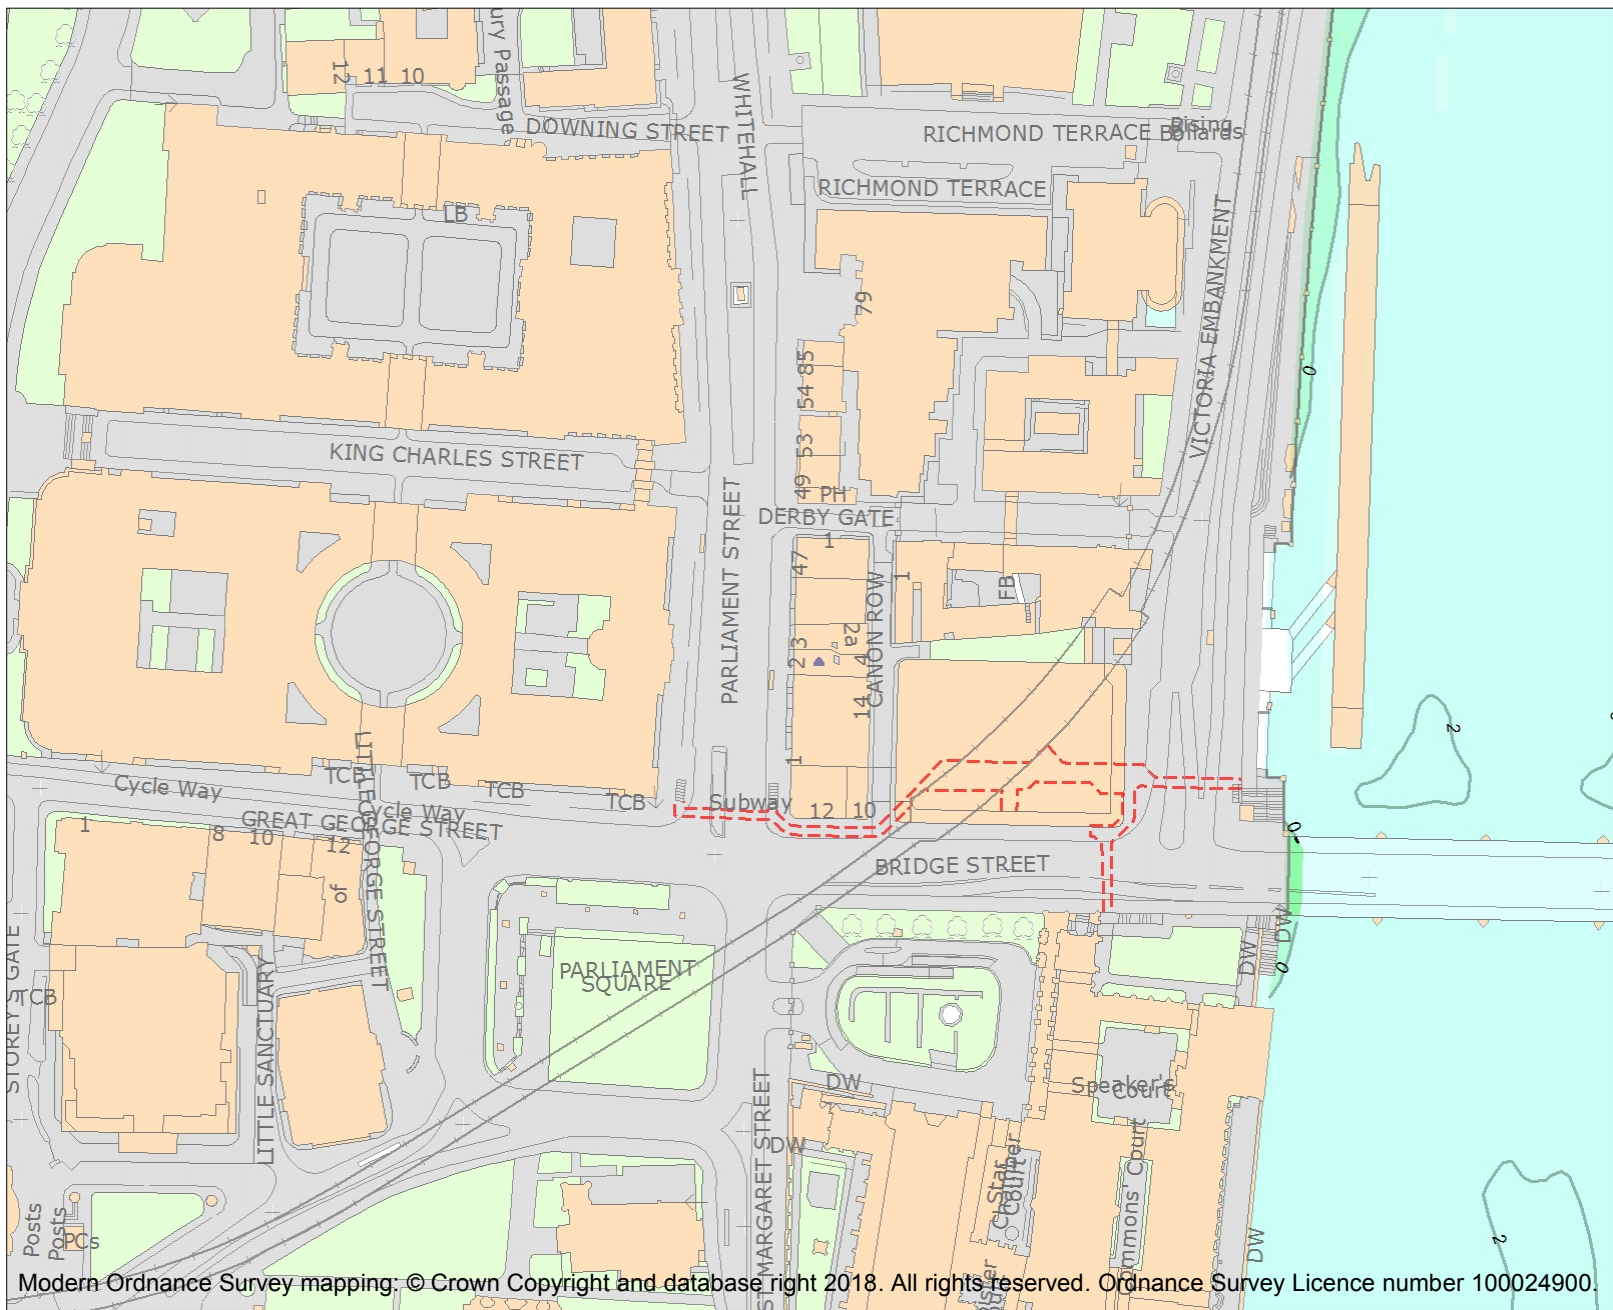 ury Passage
12
11
10
DOWNING STREET
WHITEHALL
RICHMOND TERRACE
Rising
Bollards
RICHMOND TERRACE
LB
VICTORIA EMBANKMENT
79
85
54
0
KING CHARLES STREET
53
49
PH
PARLIAMENT STREET
DERBY GATE
1
47
CANON ROW
1
FB
3
2
2a
4
14
2
1
LITTLE GEORGE STREET
TCB
TCB
TCB
TCB
Cycle Way
Cycle Way
Subway
12
10
GREAT GEORGE STREET
1
8
10
12
of
0
BRIDGE STREET
DW
DW
0
STOREY'S GATE
TCB
LITTLE SANCTUARY
PARLIAMENT
SQUARE
DW
DW
Speaker's
Court
ST MARGARET STREET
Star
Chamber
Court
Commons' Court
DW
2
Posts
Posts
PCs
Modern Ordnance Survey mapping: © Crown Copyright and database right 2018. All rights reserved. Ordnance Survey Licence number 100024900.